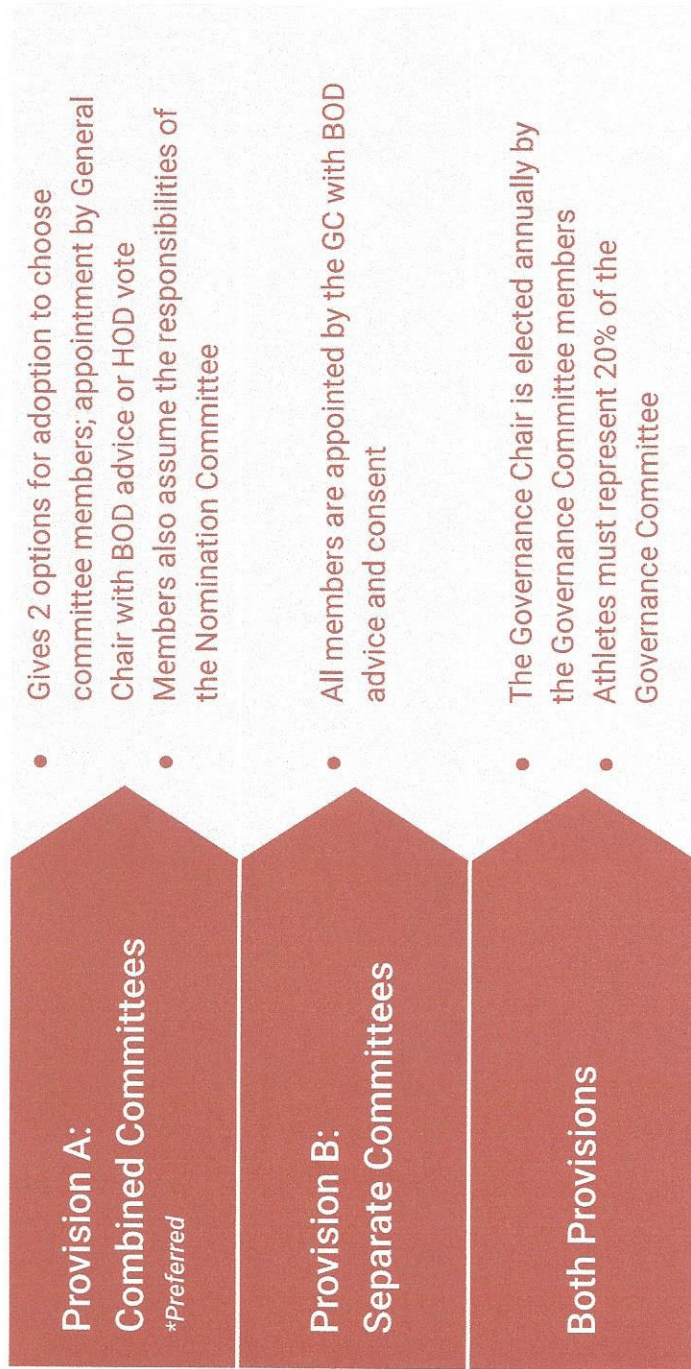 Provision A:
Combined Committees
*Preferred
• Gives 2 options for adoption to choose
committee members; appointment by General
Chair with BOD advice or HOD vote
• Members also assume the responsibilities of
the Nomination Committee
Provision B:
Separate Committees
• All members are appointed by the GC with BOD
advice and consent
Both Provisions
• The Governance Chair is elected annually by
the Governance Committee members
• Athletes must represent 20% of the
Governance Committee